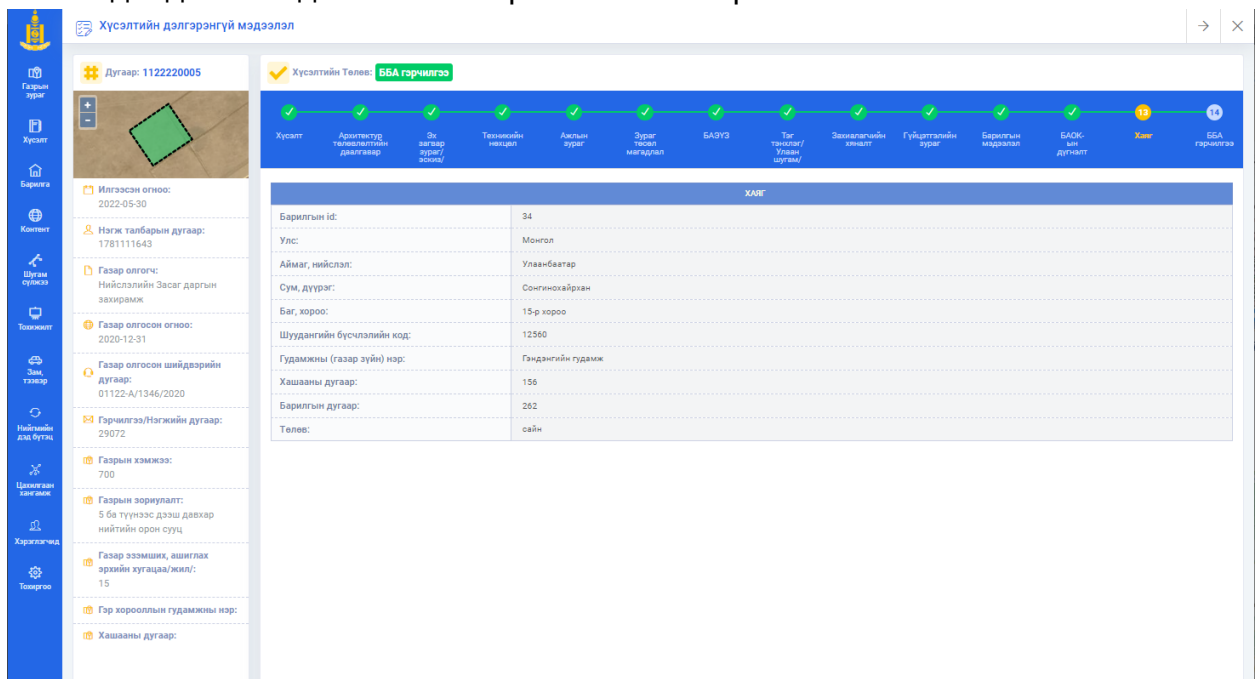 Хүсэлтийн дэлгэрэнгүй мэдээлэл
Газрын
зураг
Хүсэлт
Барилга
Контент
Шугам
сүлжээ
Тохижилт
Зам,
тээвэр
Нийгмийн
дэд бүтэц
Цахилгаан
хангамж
Хэрэглэгчид
Тохиргоо
Дугаар: 1122220005
+
-
Илгээсэн огноо:
2022-05-30
Нэгж талбарын дугаар:
1781111643
Газар олгогч:
Нийслэлийн Засаг даргын
захирамж
Газар олгосон огноо:
2020-12-31
Газар олгосон шийдвэрийн
дугаар:
01122-А/1346/2020
Гэрчилгээ/Нэгжийн дугаар:
29072
Газрын хэмжээ:
700
Газрын зориулалт:
5 ба түүнээс дээш давхар
нийтийн орон сууц
Газар эзэмших, ашиглах
эрхийн хугацаа/жил/:
15
Гэр хорооллын гудамжны нэр:
Хашааны дугаар:
Хүсэлтийн Төлөв: ББА гэрчилгээ
Хүсэлт
Архитектур
төлөвлөлтийн
даалгавар
Эх
загвар
зураг/
эскиз/
Техникийн
нөхцөл
Ажлын
зураг
Зураг
төсөл
магадлал
БАЭҮЗ
Тэг
тэнхлэг/
Улаан
шугам/
Захиалагчийн
хяналт
Гүйцэтгэлийн
зураг
Барилгын
мэдээлэл
БАОК-
ын
дүгнэлт
13
Хаяг
14
ББА
гэрчилгээ
ХАЯГ
Барилгын id: 34
Улс: Монгол
Аймаг, нийслэл: Улаанбаатар
Сум, дүүрэг: Сонгинохайрхан
Баг, хороо: 15-р хороо
Шуудангийн бүсчлэлийн код: 12560
Гудамжны (газар зүйн) нэр: Гэндэнгийн гудамж
Хашааны дугаар: 156
Барилгын дугаар: 262
Төлөв: сайн